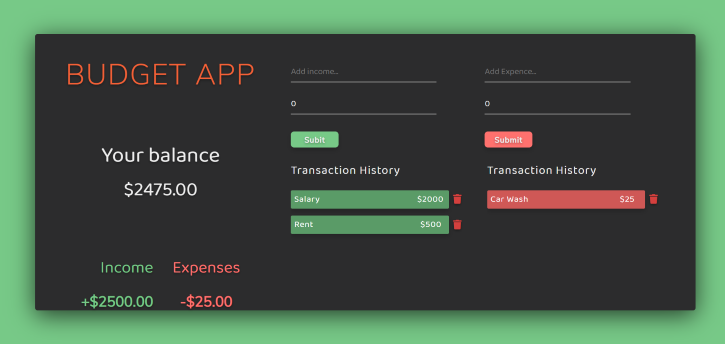 BUDGET APP
Your balance
$2475.00
Income Expenses
+$2500.00 -$25.00
Add income...
0
Subit
Transaction History
Salary $2000
Rent $500
Add Expence...
0
Submit
Transaction History
Car Wash $25